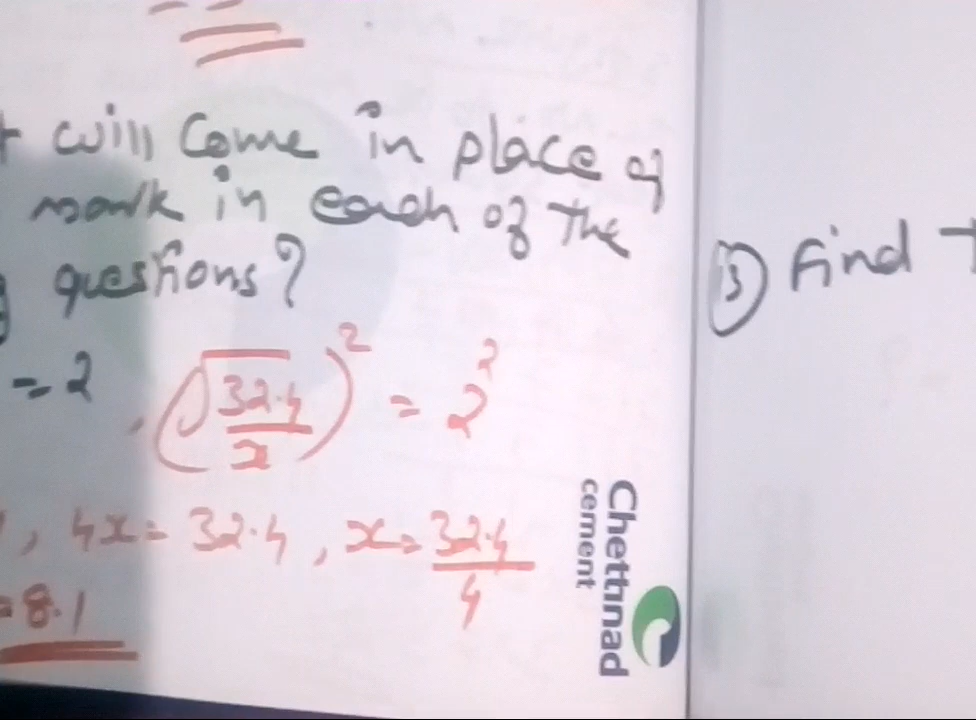 will Come in place of
mark in each of the
questions?
= 2 , (√32.4/x)² = 2²
, 4x = 32.4 , x = 32.4/4
= 8.1
Chettinad
cement
13) Find